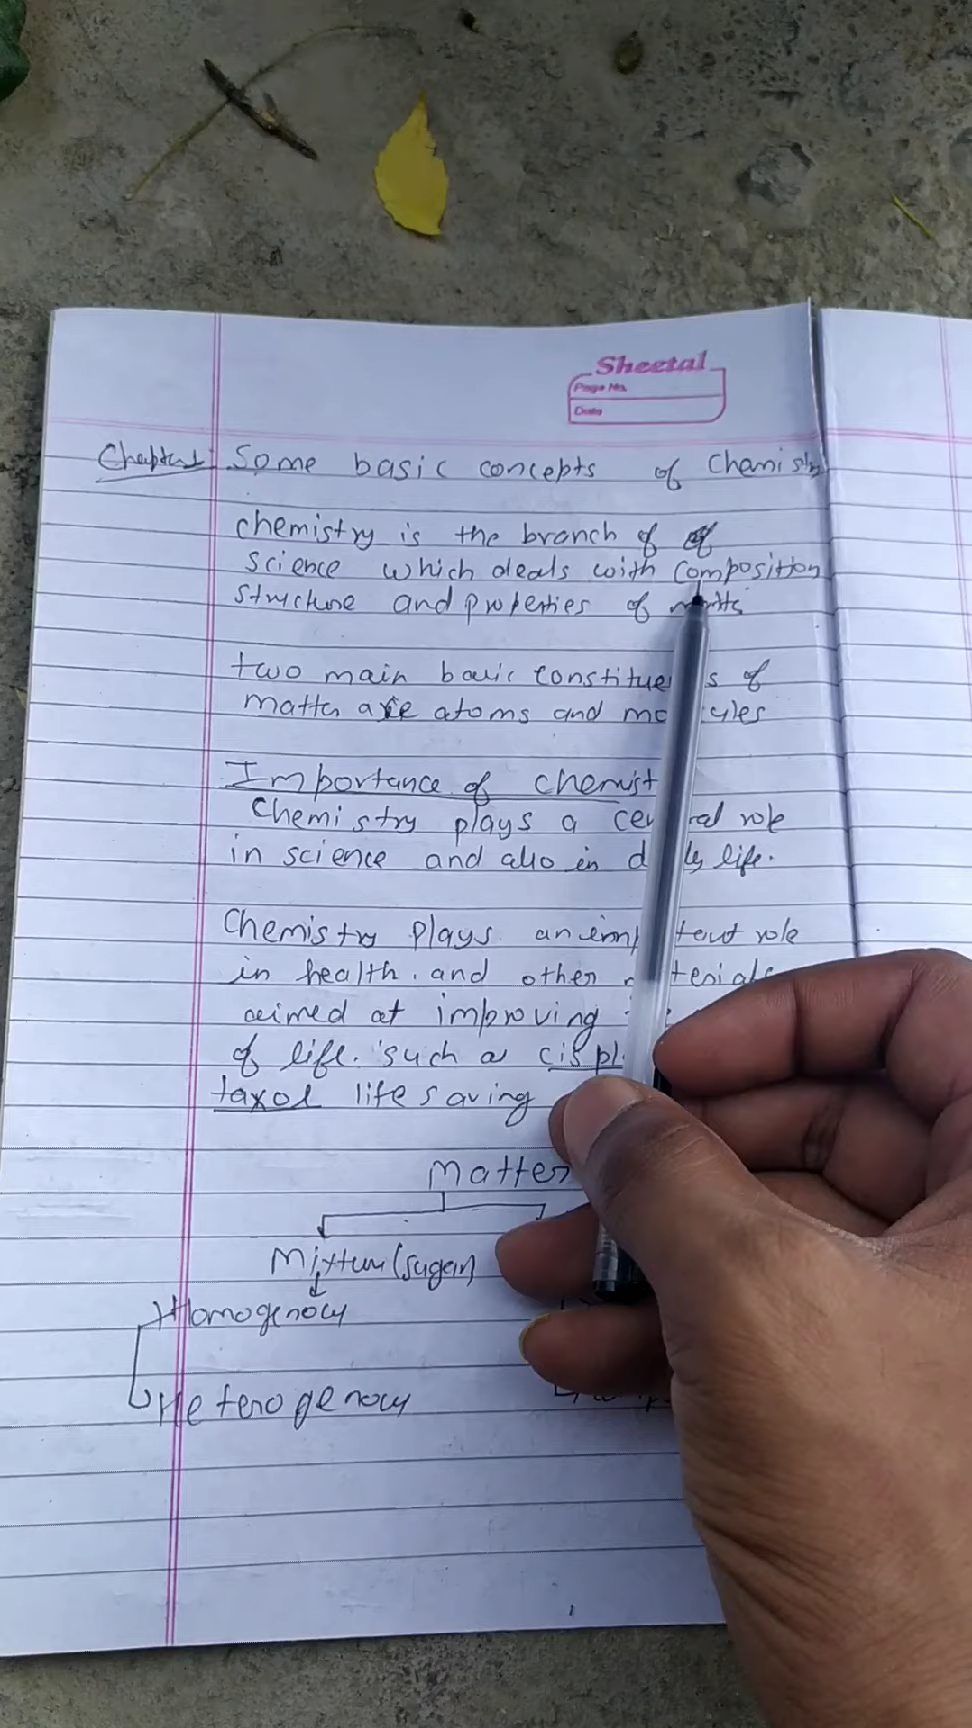 Sheetal
Page No.
Date
Chapter 1 Some basic concepts of Chemistry
chemistry is the branch of of
science which deals with composition
structure and properties of
two main basic constitue s of
matter are atoms and mo cules
Importance of chemist
Chemistry plays a cen ral role
in science and also in d ly life.
Chemistry plays an imp tant role
in health. and other terials
aimed at improving
of life. such as cispl
taxol life saving
Matter
Mixture (sugar)
Homogenous
Heterogenous